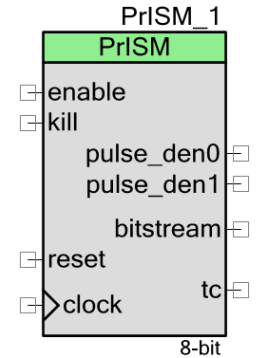 PrISM_1
PrISM
enable
kill
pulse_den0
pulse_den1
bitstream
reset
tc
clock
8-bit